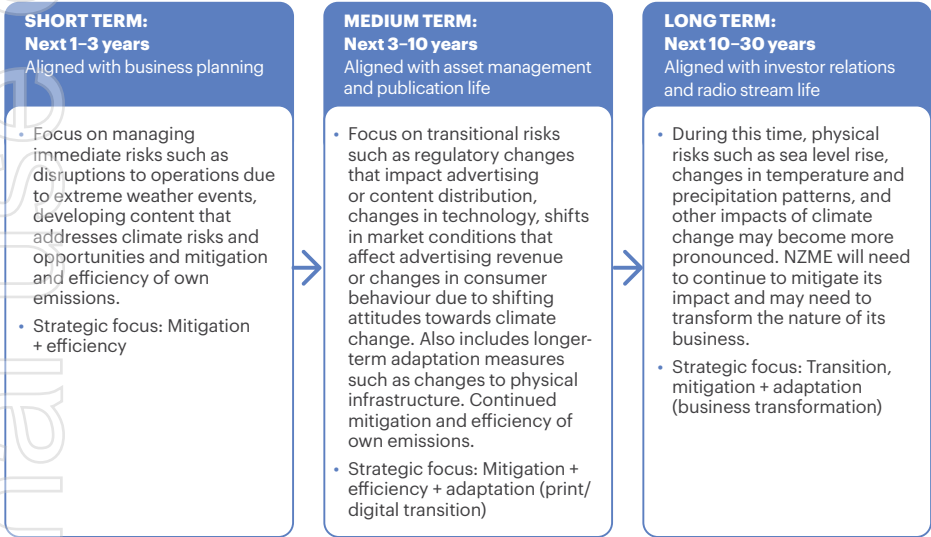 SHORT TERM:
Next 1–3 years
Aligned with business planning
• Focus on managing
immediate risks such as
disruptions to operations due
to extreme weather events,
developing content that
addresses climate risks and
opportunities and mitigation
and efficiency of own
emissions.
• Strategic focus: Mitigation
+ efficiency
MEDIUM TERM:
Next 3–10 years
Aligned with asset management
and publication life
• Focus on transitional risks
such as regulatory changes
that impact advertising
or content distribution,
changes in technology, shifts
in market conditions that
affect advertising revenue
or changes in consumer
behaviour due to shifting
attitudes towards climate
change. Also includes longer-
term adaptation measures
such as changes to physical
infrastructure. Continued
mitigation and efficiency of
own emissions.
• Strategic focus: Mitigation +
efficiency + adaptation (print/
digital transition)
LONG TERM:
Next 10–30 years
Aligned with investor relations
and radio stream life
• During this time, physical
risks such as sea level rise,
changes in temperature and
precipitation patterns, and
other impacts of climate
change may become more
pronounced. NZME will need
to continue to mitigate its
impact and may need to
transform the nature of its
business.
• Strategic focus: Transition,
mitigation + adaptation
(business transformation)